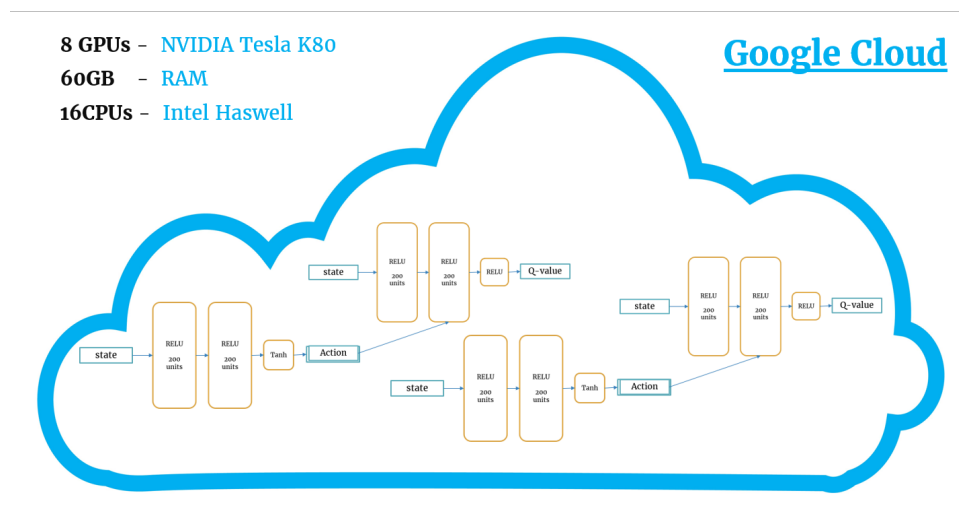 8 GPUs - NVIDIA Tesla K80
60GB - RAM
16CPUs - Intel Haswell
Google Cloud
state
RELU
200
units
RELU
200
units
Tanh
Action
state
RELU
200
units
RELU
200
units
RELU
Q-value
state
RELU
200
units
RELU
200
units
Tanh
Action
state
RELU
200
units
RELU
200
units
RELU
Q-value